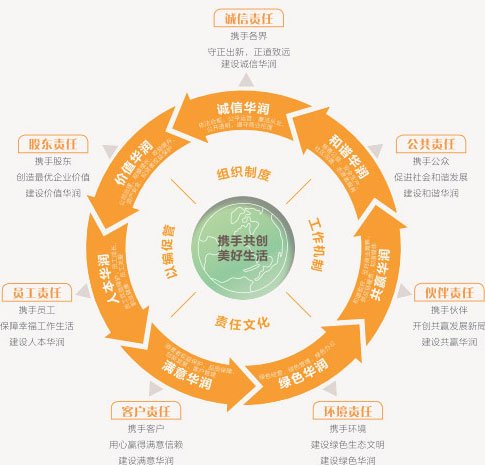 诚信责任
携手各界
守正出新，正道致远
建设诚信华润
股东责任
携手股东
创造最优企业价值
建设价值华润
公共责任
携手公众
促进社会和谐发展
建设和谐华润
诚信华润
价值华润
和谐华润
组织制度
以编促管
工作机制
携手共创
美好生活
责任文化
人本华润
共赢华润
满意华润
绿色华润
员工责任
携手员工
保障幸福工作生活
建设人本华润
伙伴责任
携手伙伴
开创共赢发展新局
建设共赢华润
客户责任
携手客户
用心赢得满意信赖
建设满意华润
环境责任
携手环境
建设绿色生态文明
建设绿色华润